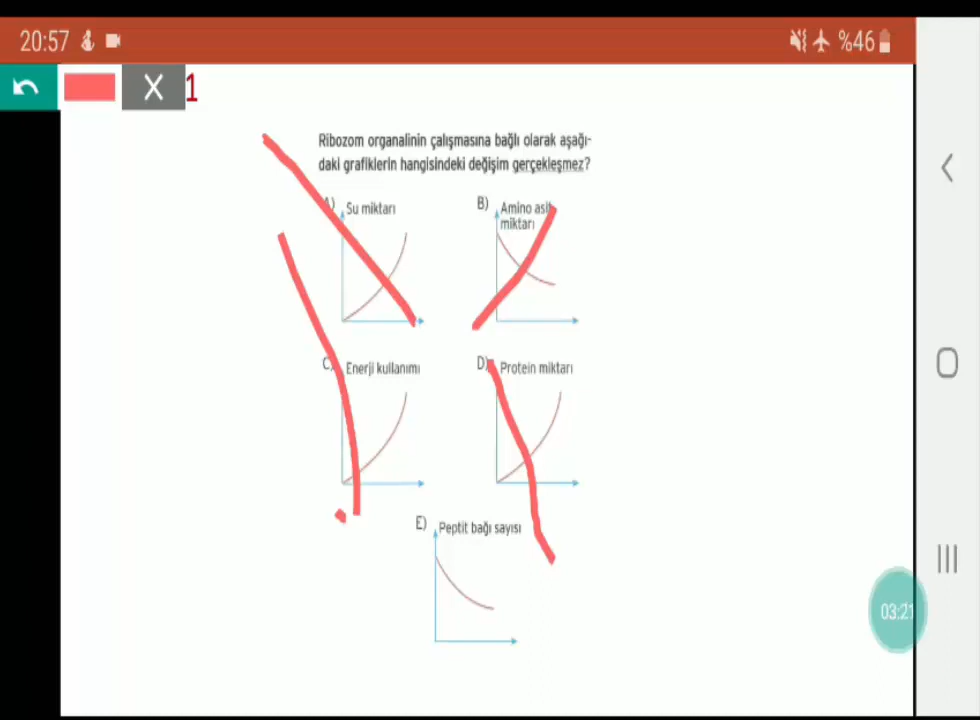 20:57
%46
X 1
Ribozom organalinin çalışmasına bağlı olarak aşağı-
daki grafiklerin hangisindeki değişim gerçekleşmez?
A) Su miktarı
B) Amino asit
miktarı
C) Enerji kullanımı
D) Protein miktarı
E) Peptit bağı sayısı
03:21